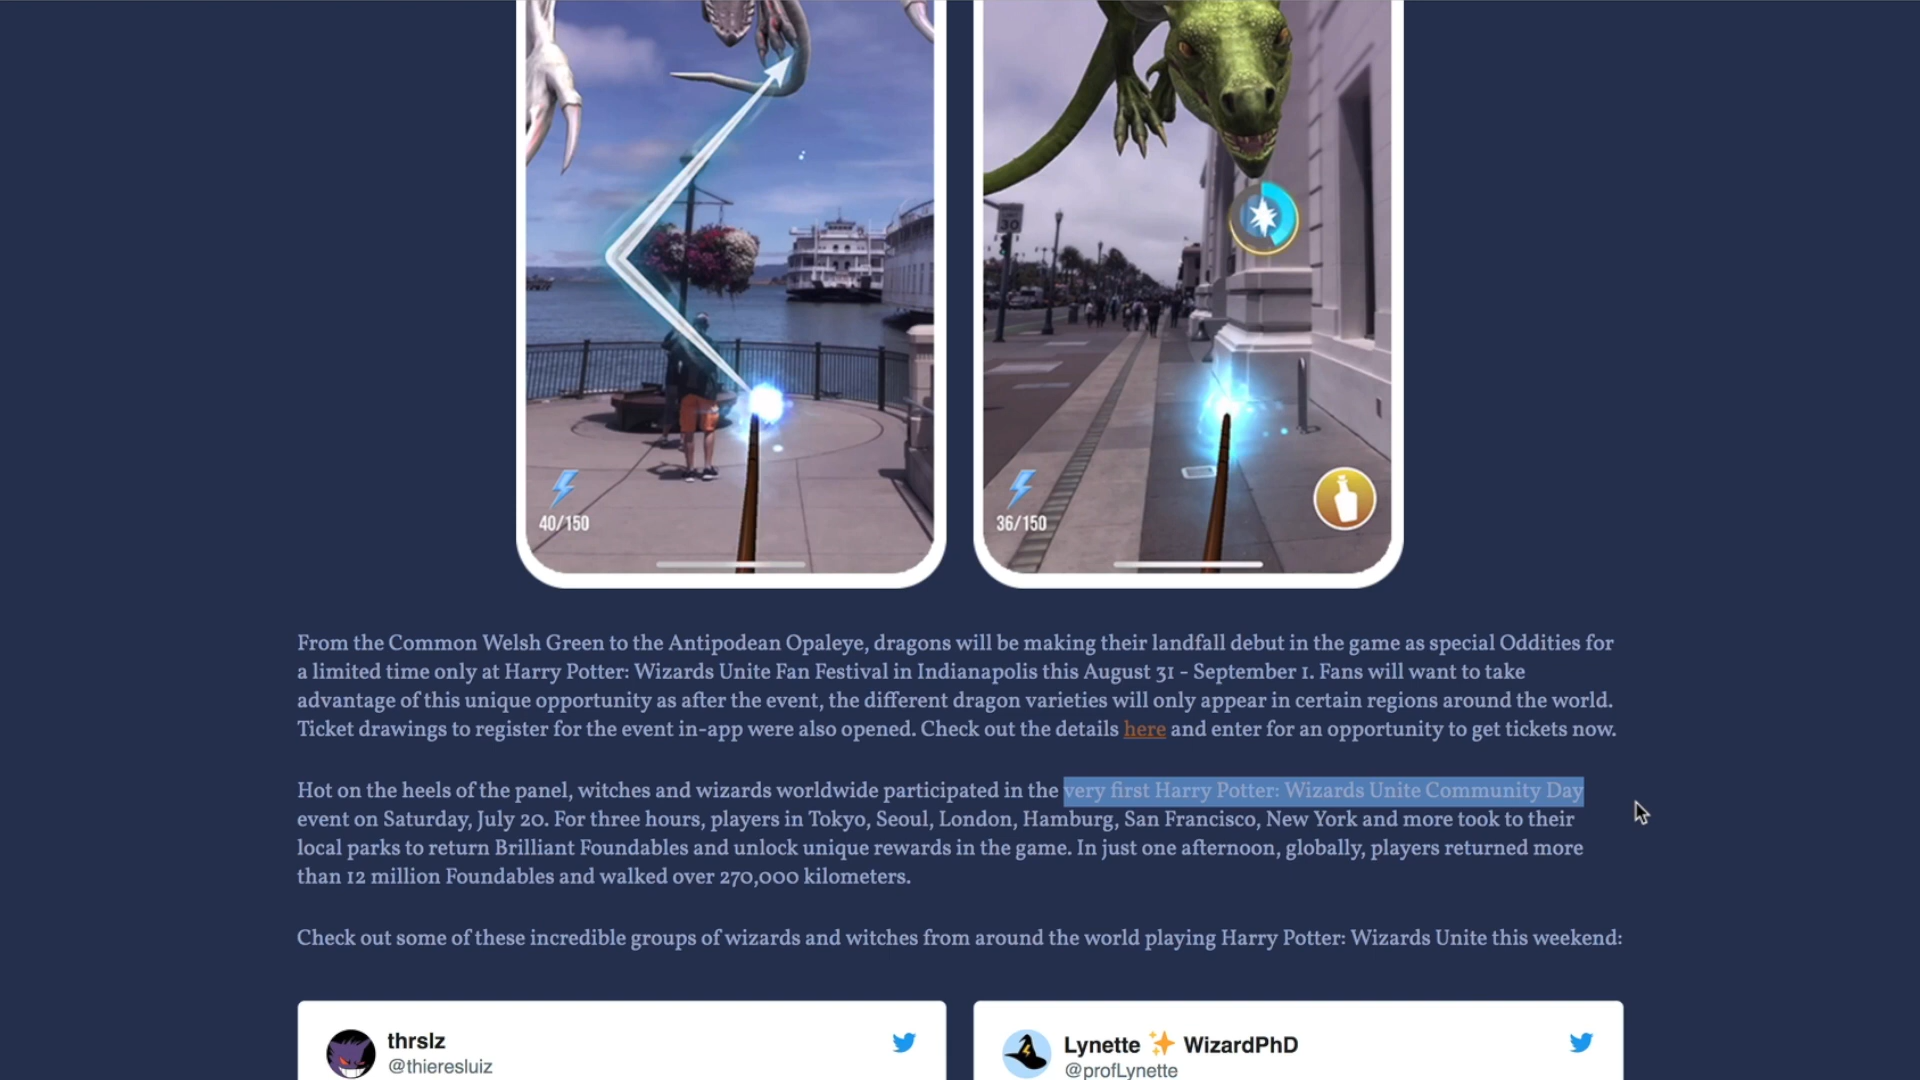 30
40/150
36/150
From the Common Welsh Green to the Antipodean Opaleye, dragons will be making their landfall debut in the game as special Oddities for
a limited time only at Harry Potter: Wizards Unite Fan Festival in Indianapolis this August 31 - September 1. Fans will want to take
advantage of this unique opportunity as after the event, the different dragon varieties will only appear in certain regions around the world.
Ticket drawings to register for the event in-app were also opened. Check out the details here and enter for an opportunity to get tickets now.
Hot on the heels of the panel, witches and wizards worldwide participated in the very first Harry Potter: Wizards Unite Community Day
event on Saturday, July 20. For three hours, players in Tokyo, Seoul, London, Hamburg, San Francisco, New York and more took to their
local parks to return Brilliant Foundables and unlock unique rewards in the game. In just one afternoon, globally, players returned more
than 12 million Foundables and walked over 270,000 kilometers.
Check out some of these incredible groups of wizards and witches from around the world playing Harry Potter: Wizards Unite this weekend:
thrslz
@thieresluiz
Lynette ✨ WizardPhD
@profLynette